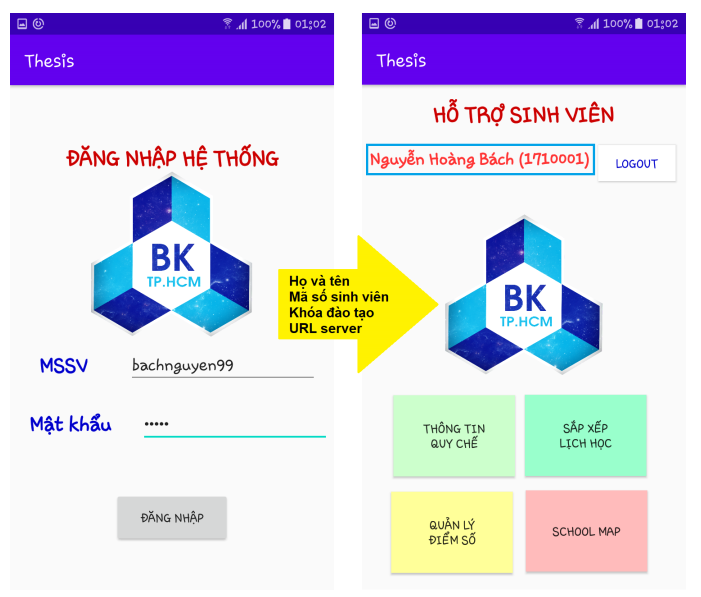 100% 01:02
Thesis
ĐĂNG NHẬP HỆ THỐNG
BK
TP.HCM
MSSV
bachnguyen99
Mật khẩu
•••••
ĐĂNG NHẬP
Họ và tên
Mã số sinh viên
Khóa đào tạo
URL server
100% 01:02
Thesis
HỖ TRỢ SINH VIÊN
Nguyễn Hoàng Bách (1710001)
LOGOUT
BK
TP.HCM
THÔNG TIN
QUY CHẾ
SẮP XẾP
LỊCH HỌC
QUẢN LÝ
ĐIỂM SỐ
SCHOOL MAP